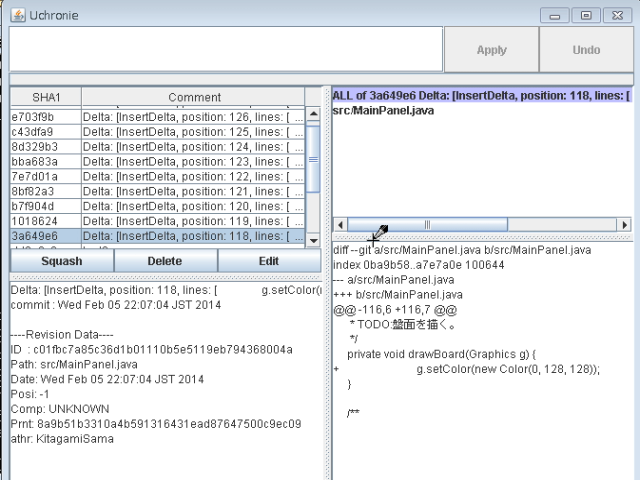 Uchronie
Apply
Undo
SHA1 Comment
e703f9b Delta: [InsertDelta, position: 126, lines: [ ...
c43dfa9 Delta: [InsertDelta, position: 125, lines: [ ...
8d329b3 Delta: [InsertDelta, position: 124, lines: [ ...
bba683a Delta: [InsertDelta, position: 123, lines: [ ...
7e7d01a Delta: [InsertDelta, position: 122, lines: [ ...
8bf82a3 Delta: [InsertDelta, position: 121, lines: [ ...
b7f904d Delta: [InsertDelta, position: 120, lines: [ ...
1018624 Delta: [InsertDelta, position: 119, lines: [ ...
3a649e6 Delta: [InsertDelta, position: 118, lines: [ ...
Squash Delete Edit
Delta: [InsertDelta, position: 118, lines: [ g.setColor(
commit : Wed Feb 05 22:07:04 JST 2014
----Revision Data----
ID : c01fbc7a85c36d1b01110b5e5119eb794368004a
Path: src/MainPanel.java
Date: Wed Feb 05 22:07:04 JST 2014
Posi: -1
Comp: UNKNOWN
Prnt: 8a9b51b3310a4b591316431ead87647500c9ec09
athr: KitagamiSama
ALL of 3a649e6 Delta: [InsertDelta, position: 118, lines: [
src/MainPanel.java
diff --git a/src/MainPanel.java b/src/MainPanel.java
index 0ba9b58..a7e7a0e 100644
--- a/src/MainPanel.java
+++ b/src/MainPanel.java
@@ -116,6 +116,7 @@
* TODO:盤面を描く。
*/
private void drawBoard(Graphics g) {
+ g.setColor(new Color(0, 128, 128));
}
/**